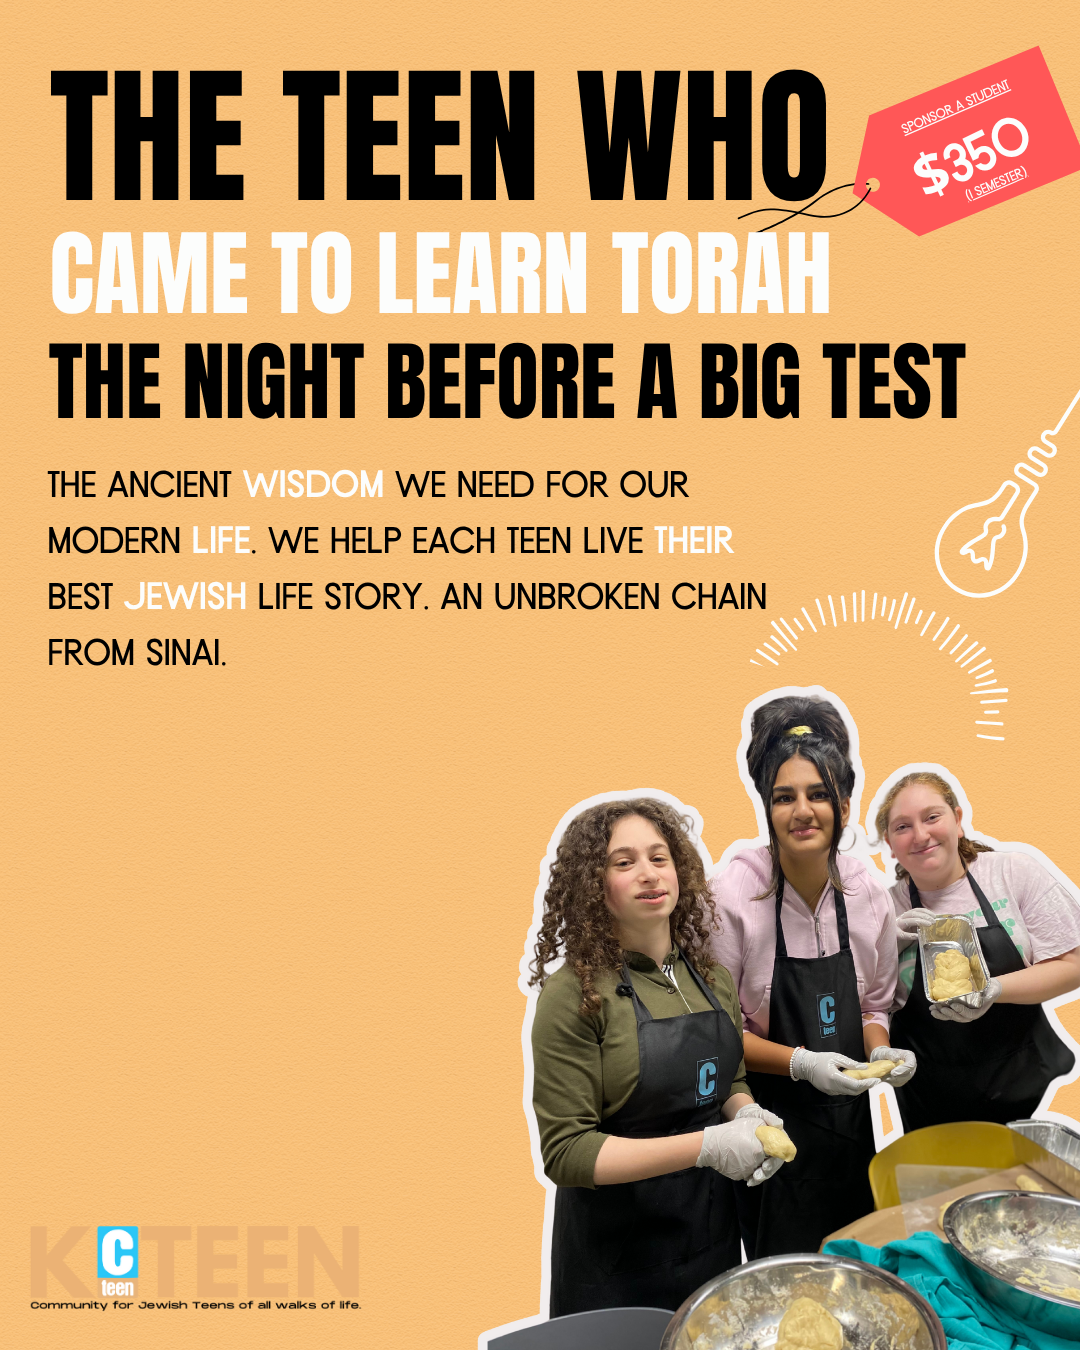 THE TEEN WHO
SPONSOR A STUDENT
$350
(1 SEMESTER)
CAME TO LEARN TORAH
THE NIGHT BEFORE A BIG TEST
THE ANCIENT WISDOM WE NEED FOR OUR
MODERN LIFE. WE HELP EACH TEEN LIVE THEIR
BEST JEWISH LIFE STORY. AN UNBROKEN CHAIN
FROM SINAI.
C
teen
C
K C TEEN
teen
Community for Jewish Teens of all walks of life.